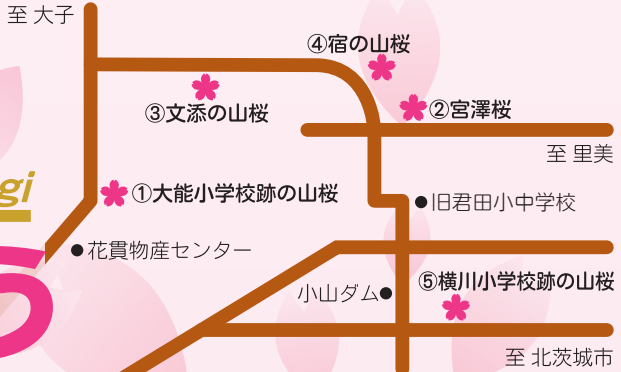 至 大子
④宿の山桜
③文添の山桜
②宮澤桜
至 里美
gi
①大能小学校跡の山桜
旧君田小中学校
花貫物産センター
⑤横川小学校跡の山桜
小山ダム
至 北茨城市